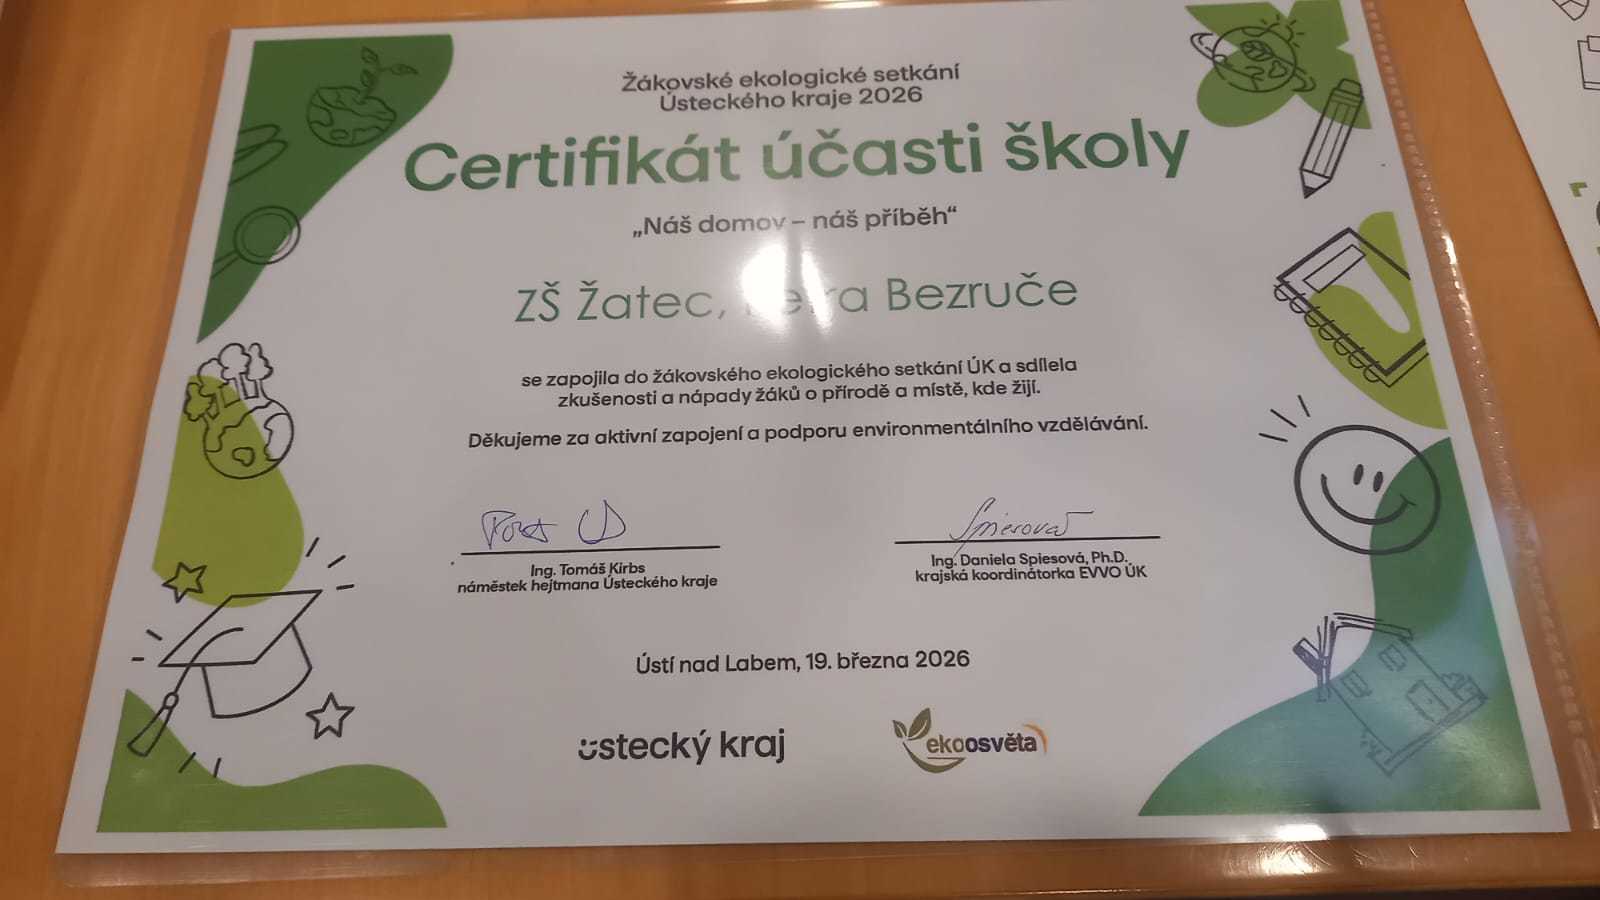 Žákovské ekologické setkání
Ústeckého kraje 2026
Certifikát účasti školy
„Náš domov – náš příběh“
ZŠ Žatec, Petra Bezruče
se zapojila do žákovského ekologického setkání ÚK a sdílela
zkušenosti a nápady žáků o přírodě a místě, kde žijí.
Děkujeme za aktivní zapojení a podporu environmentálního vzdělávání.
Ing. Tomáš Kirbs
náměstek hejtmana Ústeckého kraje
Spiesová
Ing. Daniela Spiesová, Ph.D.
krajská koordinátorka EVVO ÚK
Ústí nad Labem, 19. března 2026
ústecký kraj
ekoosvěta